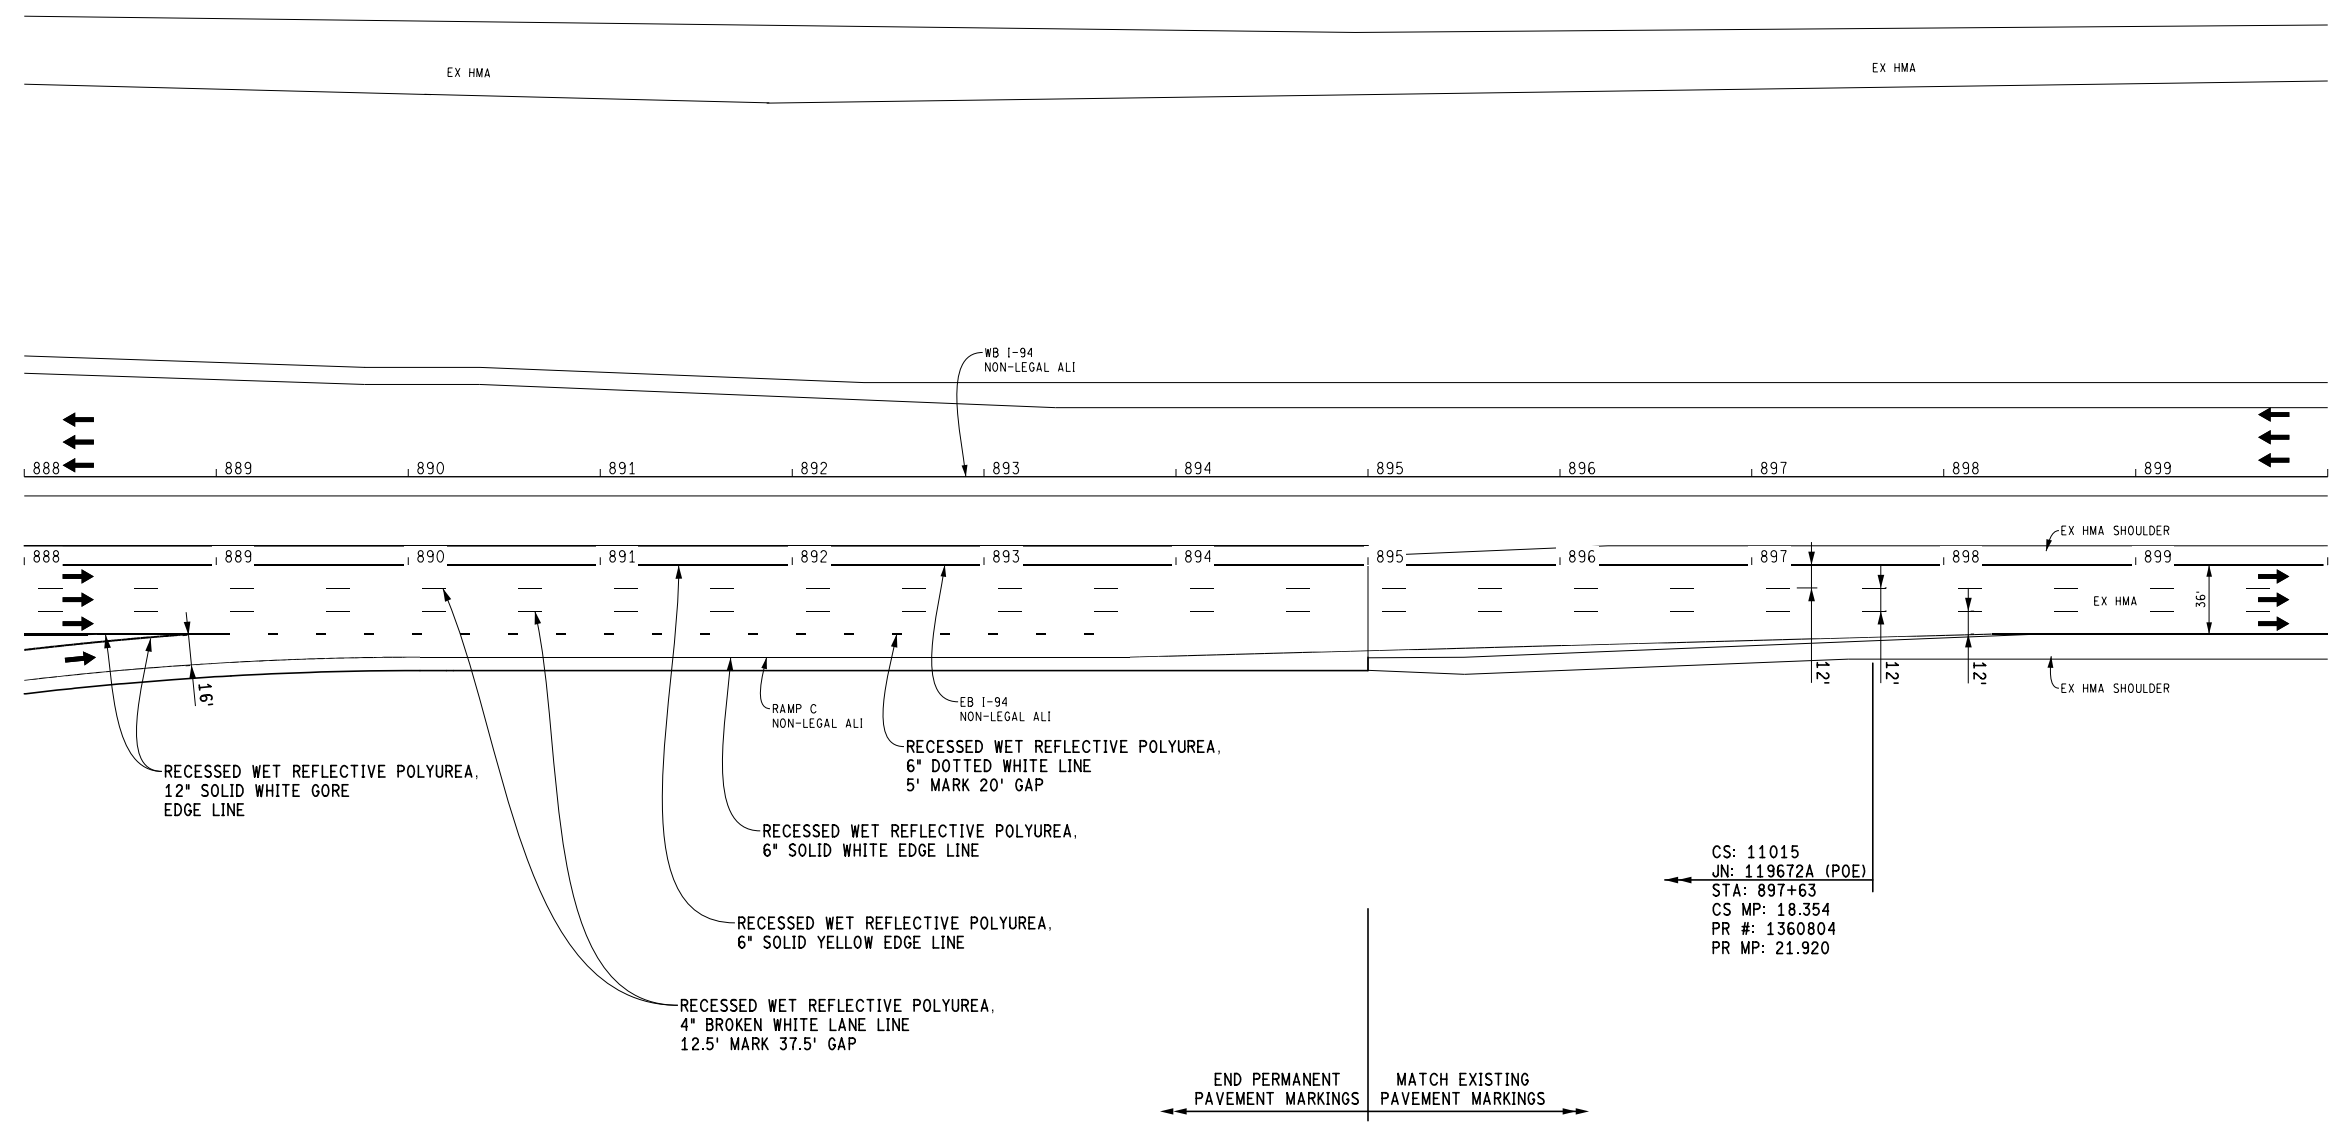 EX HMA
EX HMA
WB I-94
NON-LEGAL ALI
888 889 890 891 892 893 894 895 896 897 898 899
EX HMA SHOULDER
888 889 890 891 892 893 894 895 896 897 898 899
EX HMA
36'
16'
12'
12'
12'
EX HMA SHOULDER
RAMP C
NON-LEGAL ALI
EB I-94
NON-LEGAL ALI
RECESSED WET REFLECTIVE POLYUREA,
6" DOTTED WHITE LINE
5' MARK 20' GAP
RECESSED WET REFLECTIVE POLYUREA,
12" SOLID WHITE GORE
EDGE LINE
RECESSED WET REFLECTIVE POLYUREA,
6" SOLID WHITE EDGE LINE
CS: 11015
JN: 119672A (POE)
STA: 897+63
CS MP: 18.354
PR #: 1360804
PR MP: 21.920
RECESSED WET REFLECTIVE POLYUREA,
6" SOLID YELLOW EDGE LINE
RECESSED WET REFLECTIVE POLYUREA,
4" BROKEN WHITE LANE LINE
12.5' MARK 37.5' GAP
END PERMANENT
PAVEMENT MARKINGS
MATCH EXISTING
PAVEMENT MARKINGS